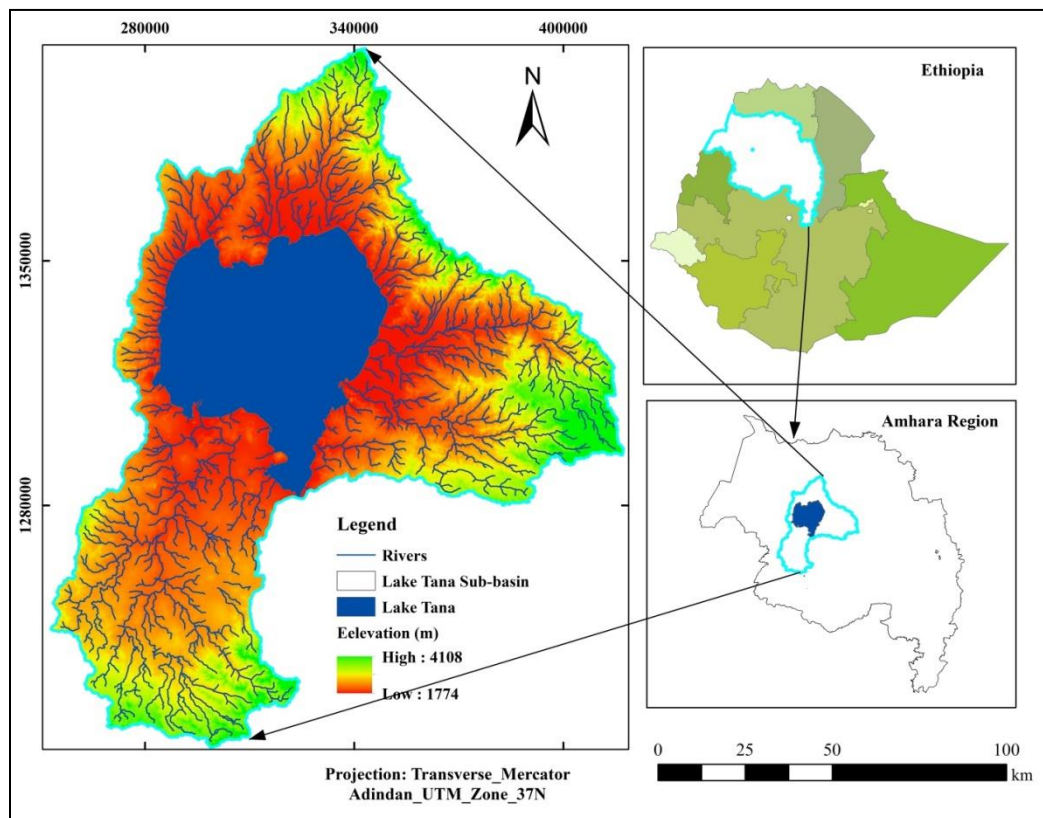 280000 340000 400000
1350000
1280000
N
Legend
Rivers
Lake Tana Sub-basin
Lake Tana
Eelevation (m)
High : 4108
Low : 1774
Projection: Transverse_Mercator
Adindan_UTM_Zone_37N
Ethiopia
Amhara Region
0 25 50 100
km